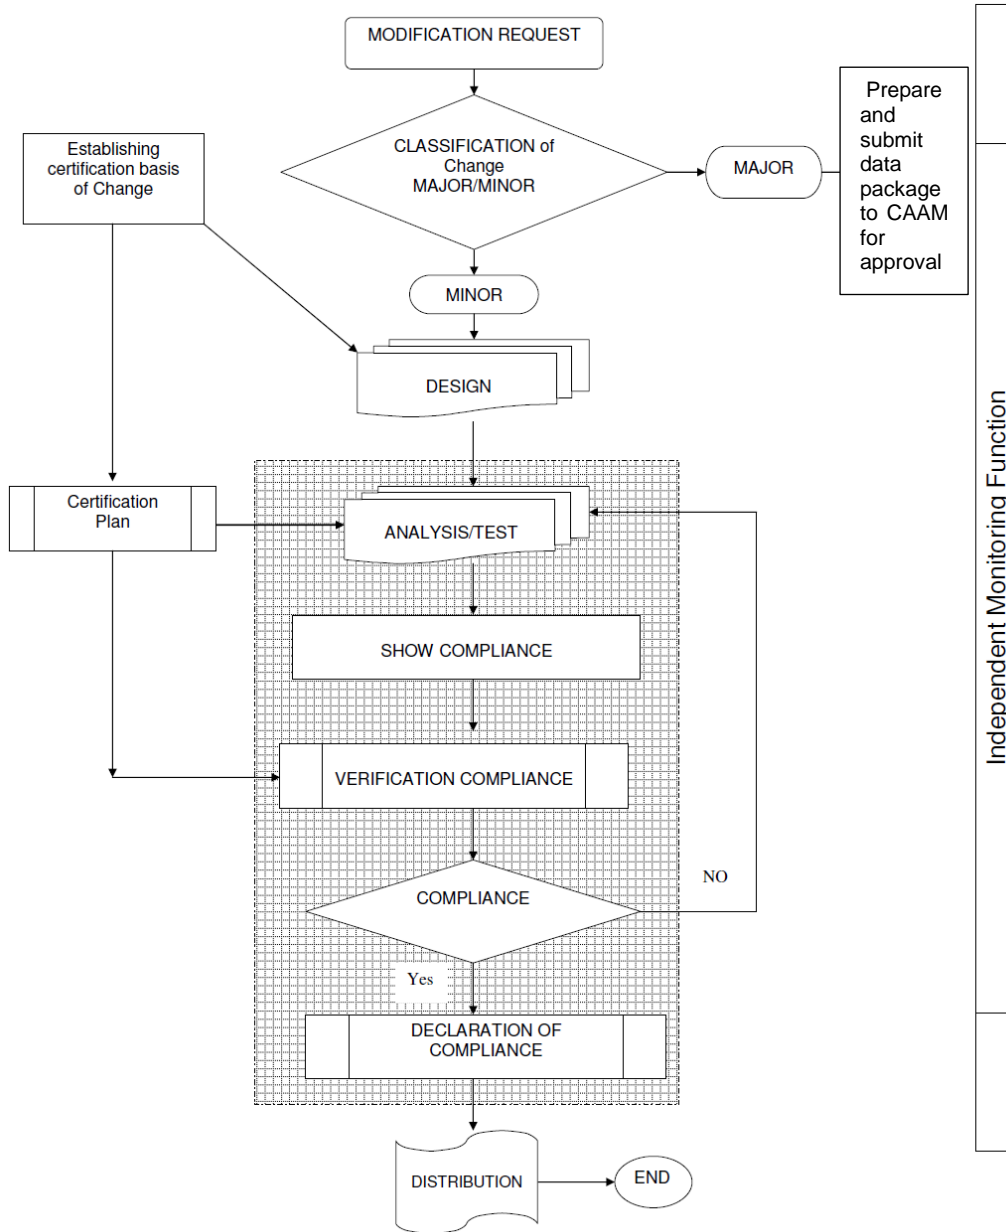 MODIFICATION REQUEST
Prepare
and
submit
data
package
to CAAM
for
approval
Establishing
certification basis
of Change
CLASSIFICATION of
Change
MAJOR/MINOR
MAJOR
MINOR
DESIGN
Independent Monitoring Function
Certification
Plan
ANALYSIS/TEST
SHOW COMPLIANCE
VERIFICATION COMPLIANCE
COMPLIANCE
NO
Yes
DECLARATION OF
COMPLIANCE
DISTRIBUTION
END